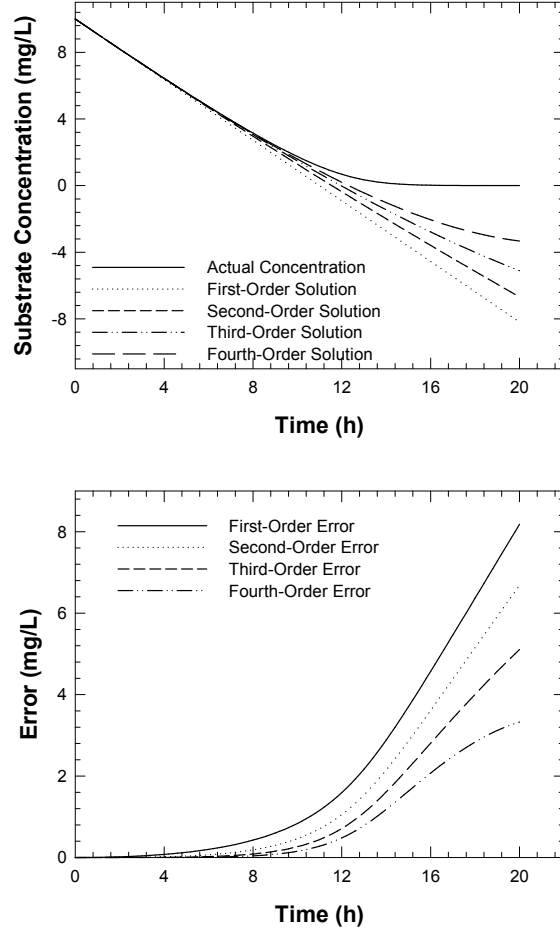 Substrate Concentration (mg/L)
8
4
0
-4
-8
Actual Concentration
First-Order Solution
Second-Order Solution
Third-Order Solution
Fourth-Order Solution
0 4 8 12 16 20
Time (h)
Error (mg/L)
8
6
4
2
0
First-Order Error
Second-Order Error
Third-Order Error
Fourth-Order Error
0 4 8 12 16 20
Time (h)